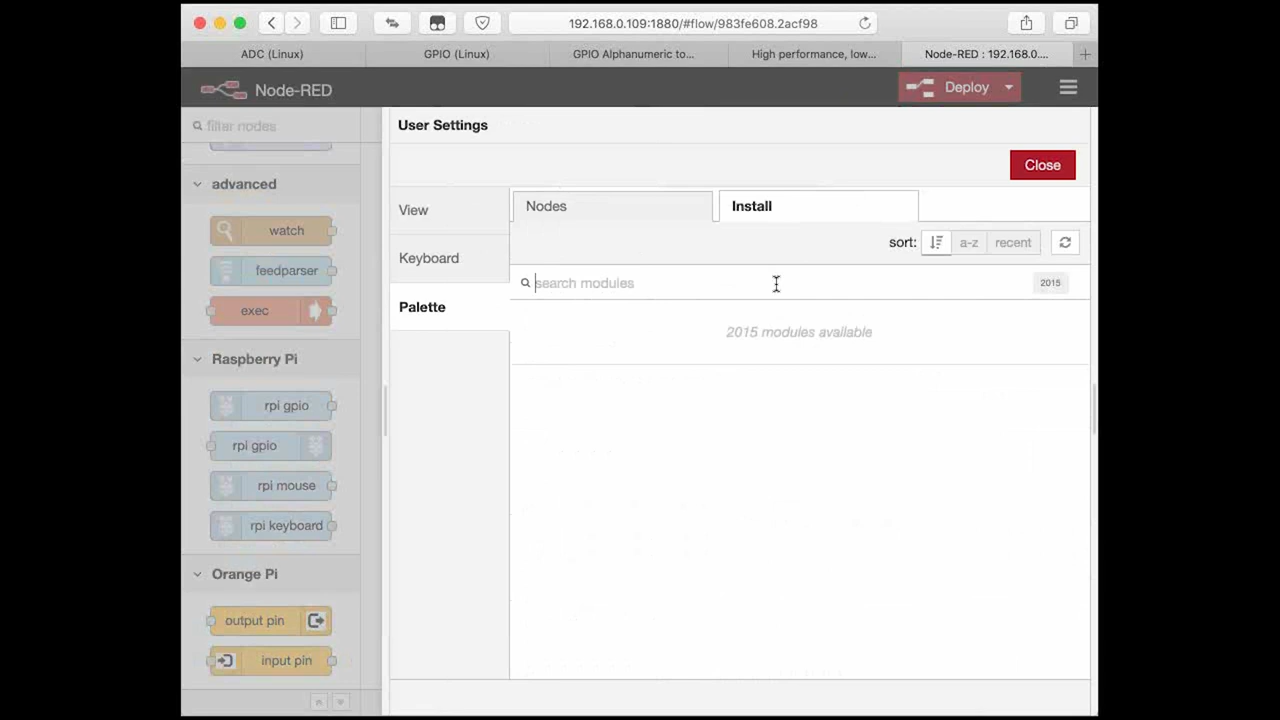 192.168.0.109:1880/#flow/983fe608.2acf98
ADC (Linux)
GPIO (Linux)
GPIO Alphanumeric to...
High performance, low...
Node-RED : 192.168.0....
Node-RED
Deploy
filter nodes
advanced
watch
feedparser
exec
Raspberry Pi
rpi gpio
rpi gpio
rpi mouse
rpi keyboard
Orange Pi
output pin
input pin
User Settings
Close
View
Keyboard
Palette
Nodes
Install
sort:
a-z
recent
search modules
2015
2015 modules available